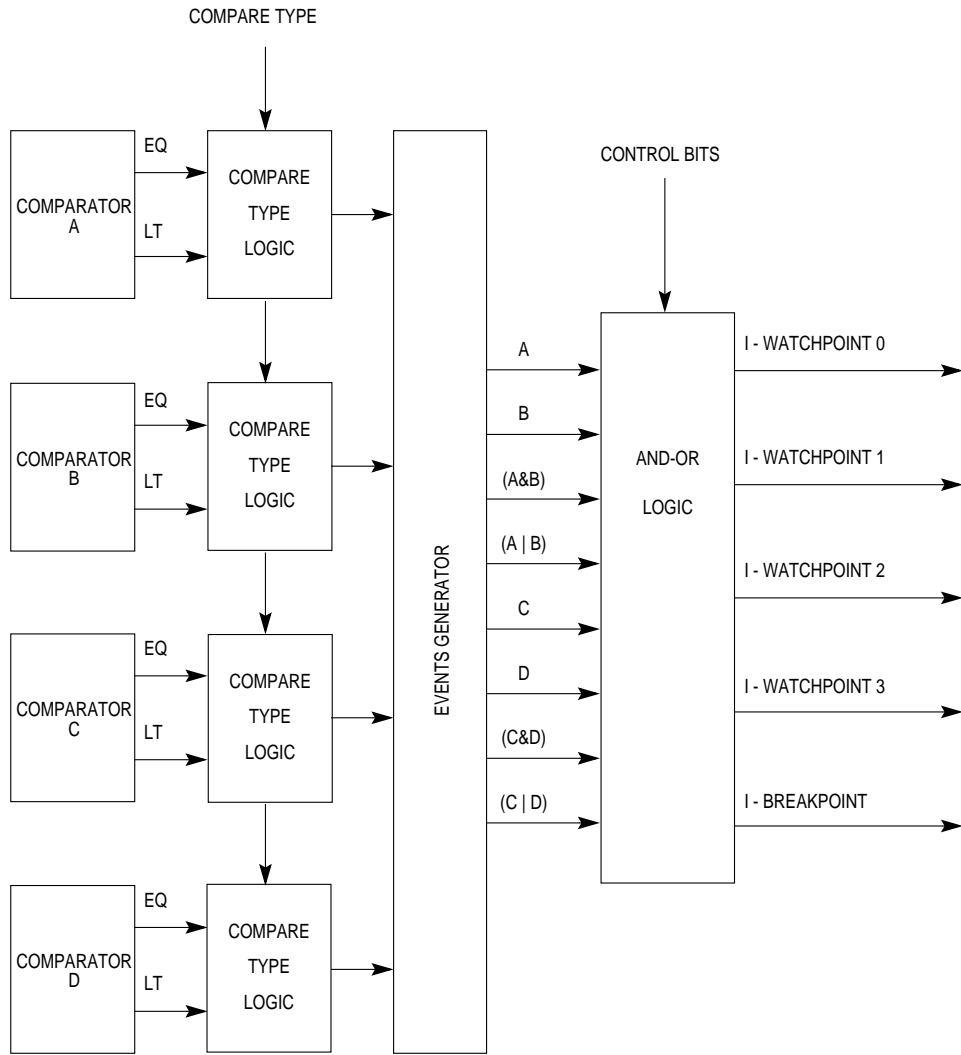 COMPARE TYPE
EQ
COMPARATOR
A
LT
COMPARE
TYPE
LOGIC
EQ
COMPARATOR
B
LT
COMPARE
TYPE
LOGIC
EQ
COMPARATOR
C
LT
COMPARE
TYPE
LOGIC
EQ
COMPARATOR
D
LT
COMPARE
TYPE
LOGIC
EVENTS GENERATOR
A
B
(A&B)
(A | B)
C
D
(C&D)
(C | D)
CONTROL BITS
AND-OR
LOGIC
I - WATCHPOINT 0
I - WATCHPOINT 1
I - WATCHPOINT 2
I - WATCHPOINT 3
I - BREAKPOINT